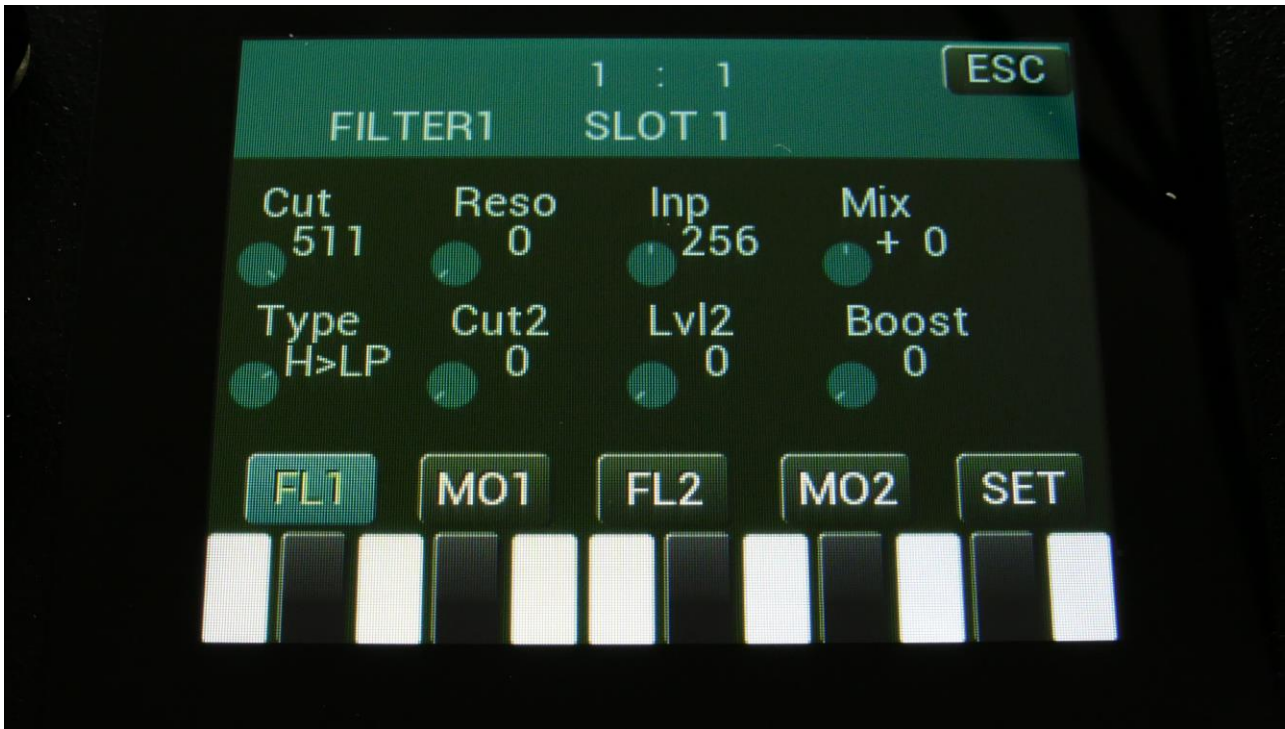 1 : 1 ESC
FILTER1 SLOT 1
Cut Reso Inp Mix
511 0 256 + 0
Type Cut2 Lvl2 Boost
H>LP 0 0 0
FL1 MO1 FL2 MO2 SET